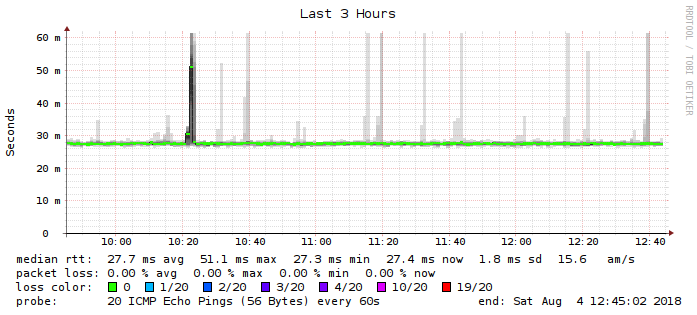 Last 3 Hours
RRDTOOL / TOBI OETIKER
Seconds
60 m
50 m
40 m
30 m
20 m
10 m
0
10:00 10:20 10:40 11:00 11:20 11:40 12:00 12:20 12:40
median rtt: 27.7 ms avg 51.1 ms max 27.3 ms min 27.4 ms now 1.8 ms sd 15.6 am/s
packet loss: 0.00 % avg 0.00 % max 0.00 % min 0.00 % now
loss color: 0 1/20 2/20 3/20 4/20 10/20 19/20
probe: 20 ICMP Echo Pings (56 Bytes) every 60s end: Sat Aug 4 12:45:02 2018